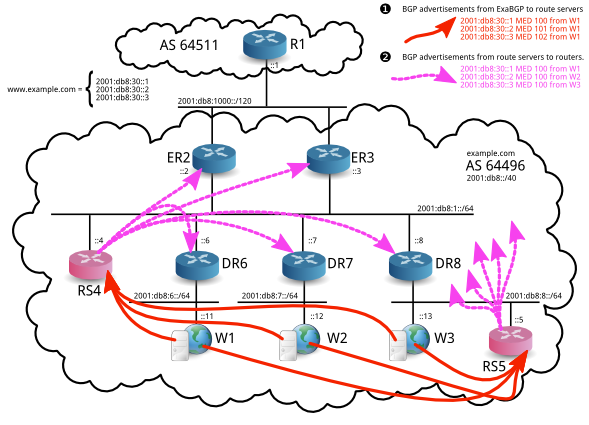 ❶ BGP advertisements from ExaBGP to route servers
2001:db8:30::1 MED 100 from W1
2001:db8:30::2 MED 101 from W1
2001:db8:30::3 MED 102 from W1
❷ BGP advertisements from route servers to routers.
2001:db8:30::1 MED 100 from W1
2001:db8:30::2 MED 100 from W2
2001:db8:30::3 MED 100 from W3
AS 64511
R1
::1
www.example.com =
2001:db8:30::1
2001:db8:30::2
2001:db8:30::3
2001:db8:1000::/120
ER2
::2
ER3
::3
example.com
AS 64496
2001:db8::/40
2001:db8:1::/64
::4
::6
::7
::8
RS4
DR6
DR7
DR8
2001:db8:6::/64
2001:db8:7::/64
2001:db8:8::/64
::11
::12
::13
::5
W1
W2
W3
RS5